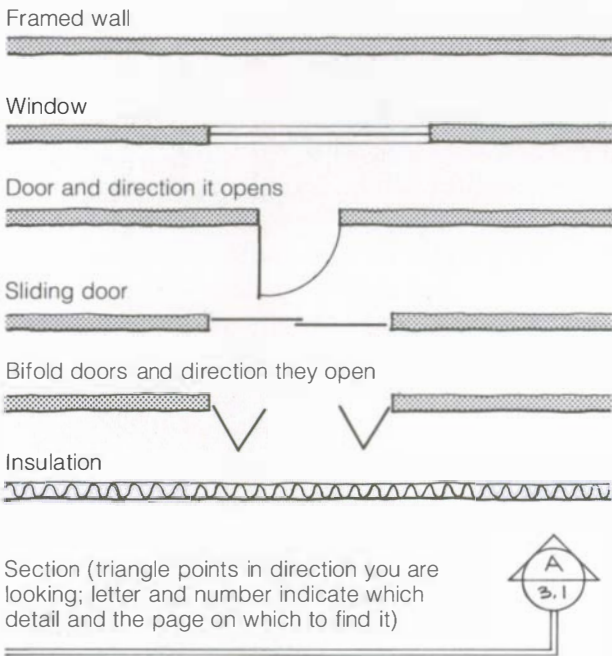 Framed wall
Window
Door and direction it opens
Sliding door
Bifold doors and direction they open
Insulation
Section (triangle points in direction you are
looking; letter and number indicate which
detail and the page on which to find it)
A
3.1